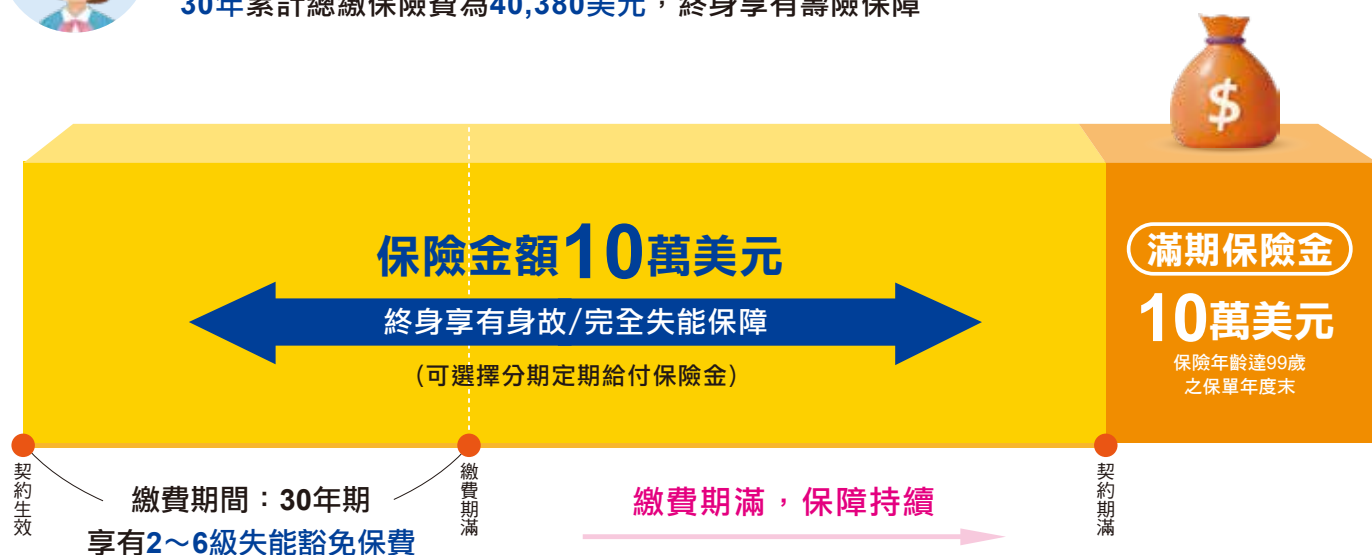 30年累計總繳保險費為40,380美元，終身享有壽險保障
$
保險金額10萬美元
終身享有身故/完全失能保障
(可選擇分期定期給付保險金)
滿期保險金
10萬美元
保險年齡達99歲
之保單年度末
契約生效
繳費期間：30年期
享有2～6級失能豁免保費
繳費期滿
繳費期滿，保障持續
契約期滿